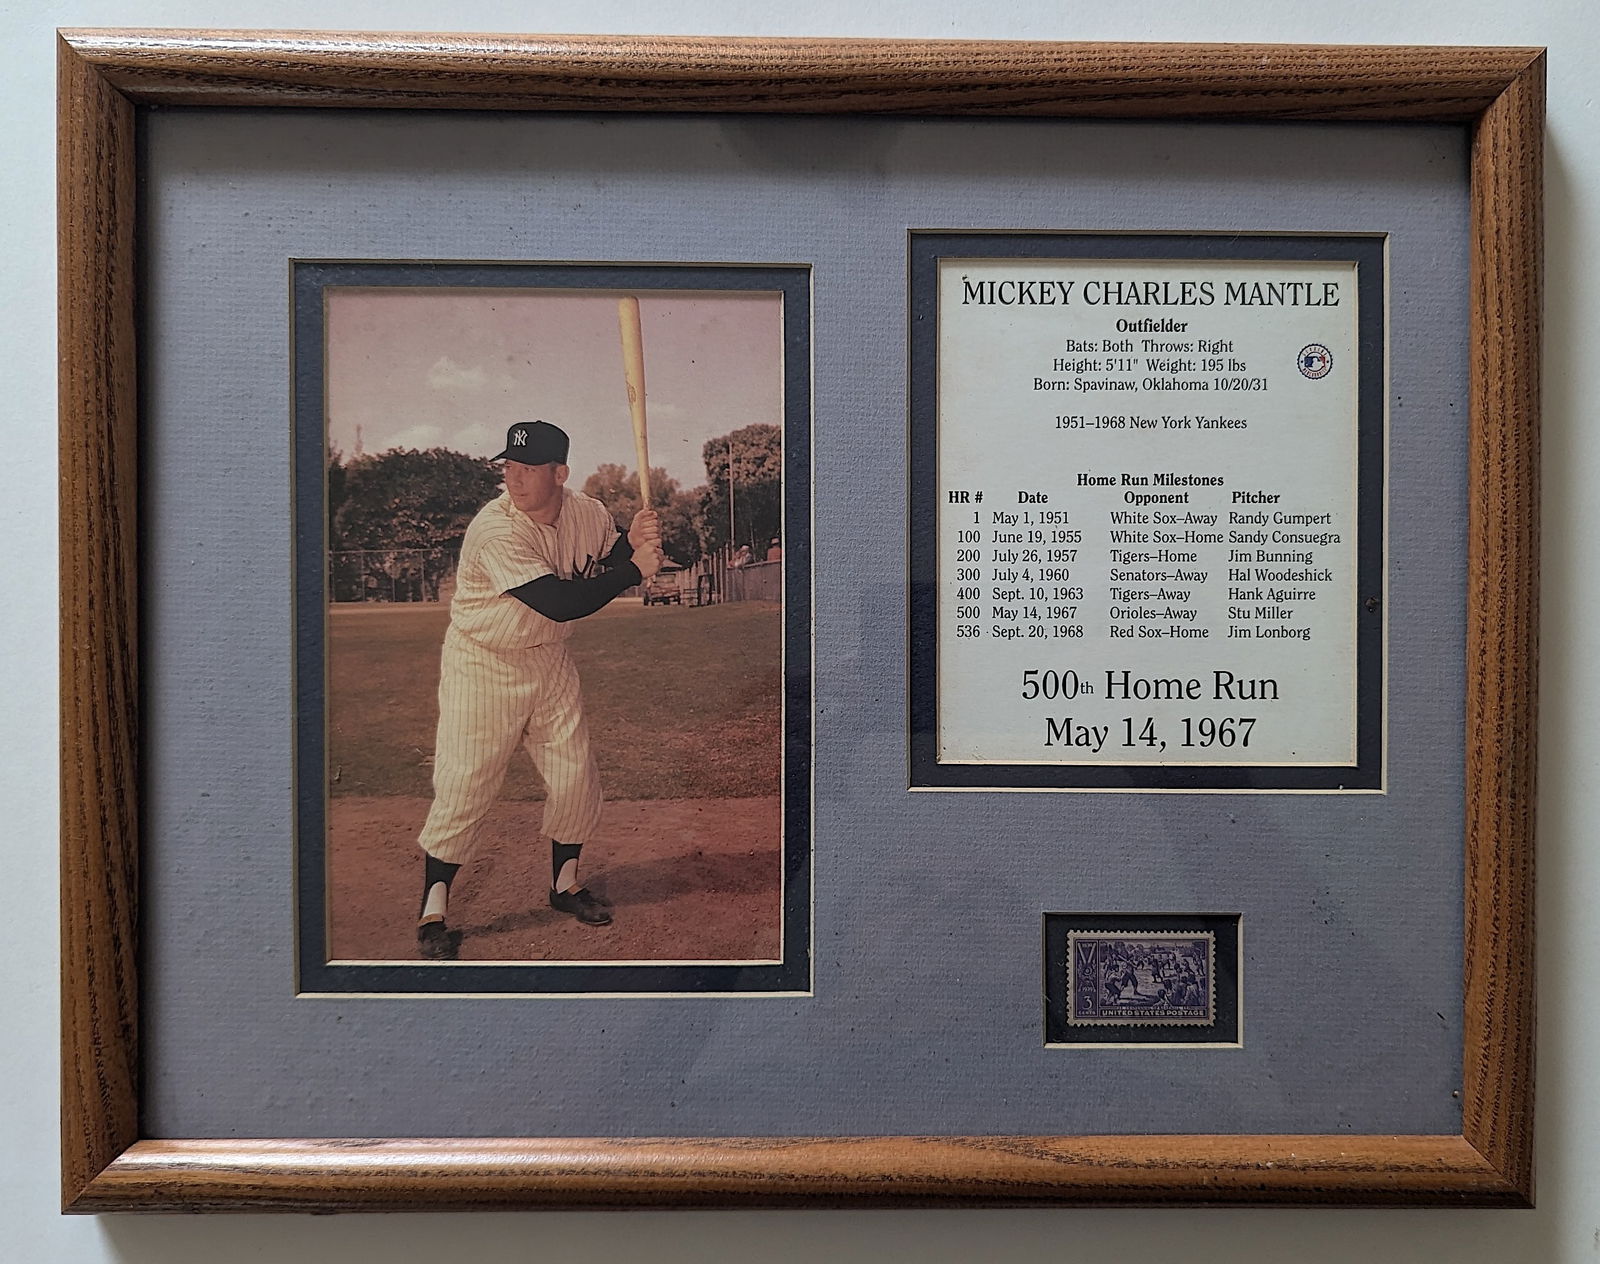 NY
MICKEY CHARLES MANTLE
Outfielder
Bats: Both Throws: Right
Height: 5'11" Weight: 195 lbs
Born: Spavinaw, Oklahoma 10/20/31
1951–1968 New York Yankees
Home Run Milestones
HR # Date Opponent Pitcher
1 May 1, 1951 White Sox–Away Randy Gumpert
100 June 19, 1955 White Sox–Home Sandy Consuegra
200 July 26, 1957 Tigers–Home Jim Bunning
300 July 4, 1960 Senators–Away Hal Woodeshick
400 Sept. 10, 1963 Tigers–Away Hank Aguirre
500 May 14, 1967 Orioles–Away Stu Miller
536 Sept. 20, 1968 Red Sox–Home Jim Lonborg
500th Home Run
May 14, 1967
3
CENTS
UNITED STATES POSTAGE